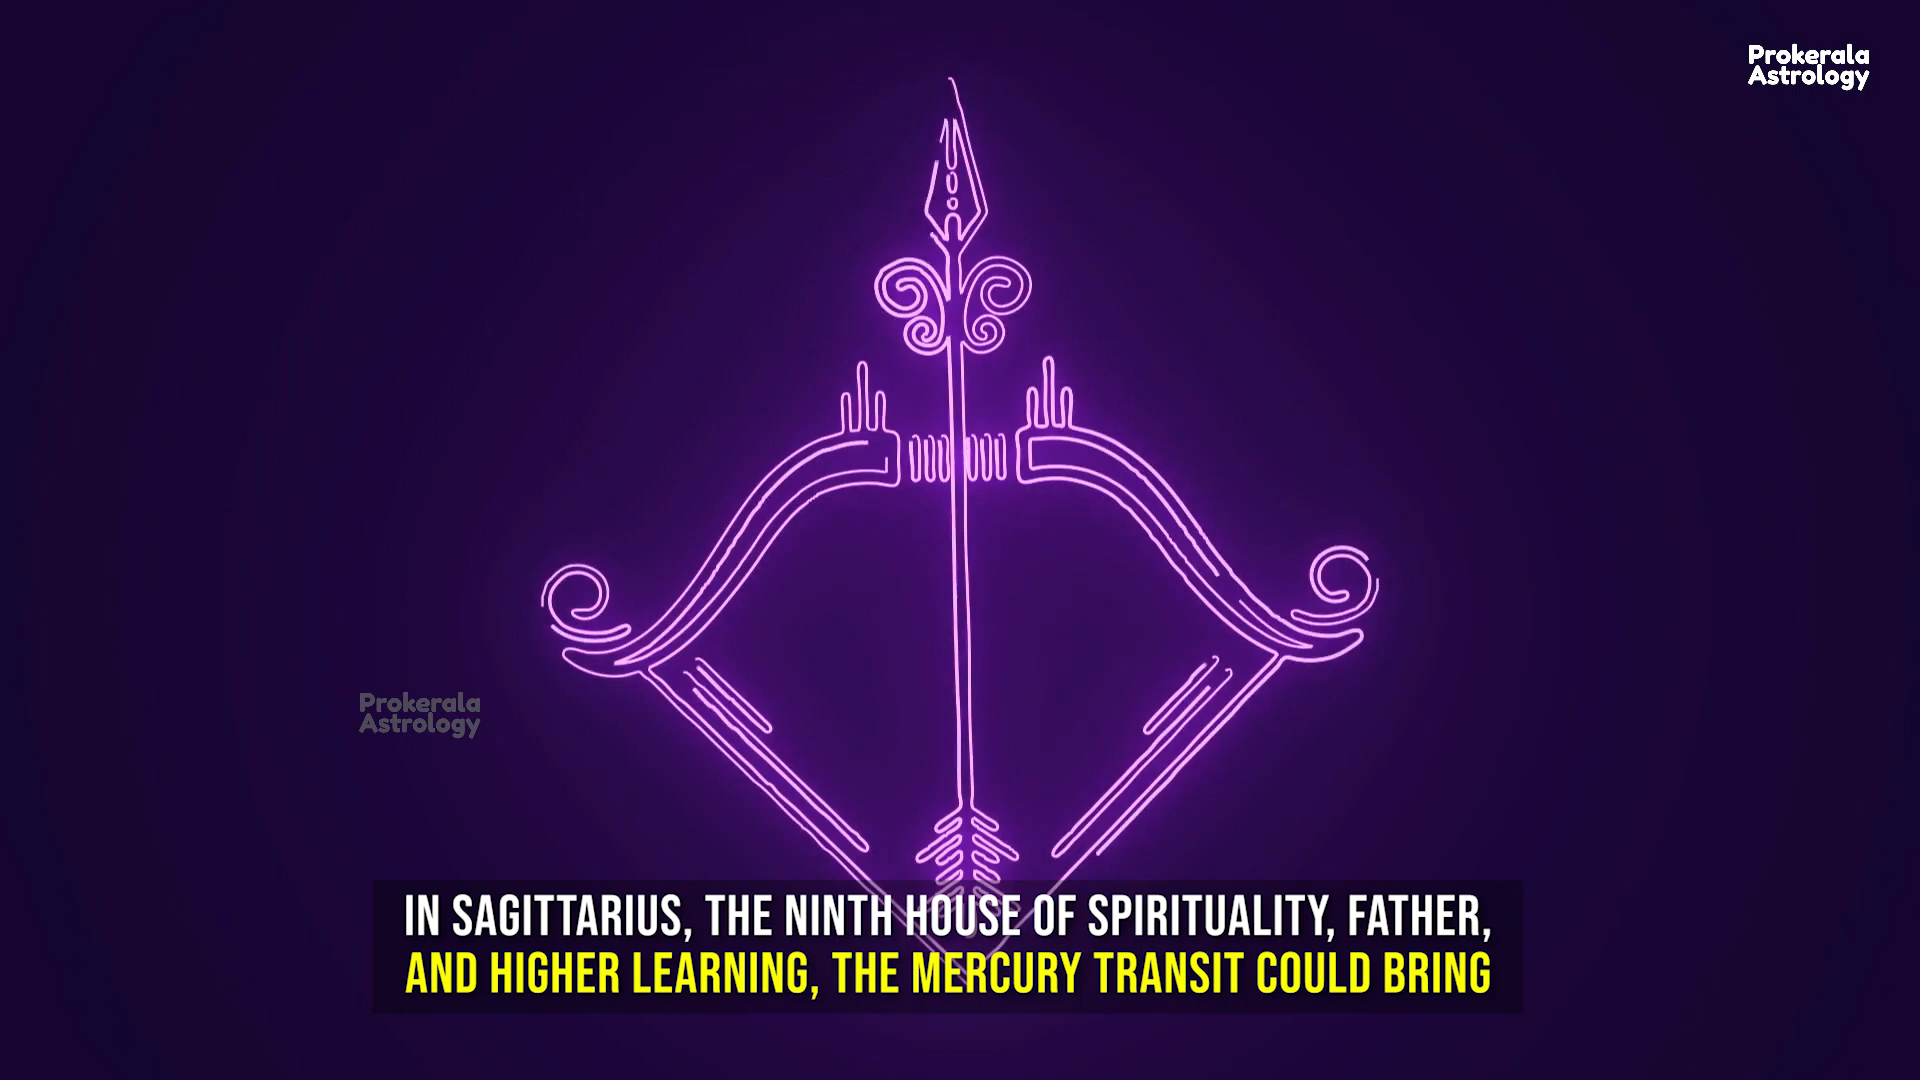 Prokerala
Astrology
Prokerala
Astrology
IN SAGITTARIUS, THE NINTH HOUSE OF SPIRITUALITY, FATHER,
AND HIGHER LEARNING, THE MERCURY TRANSIT COULD BRING